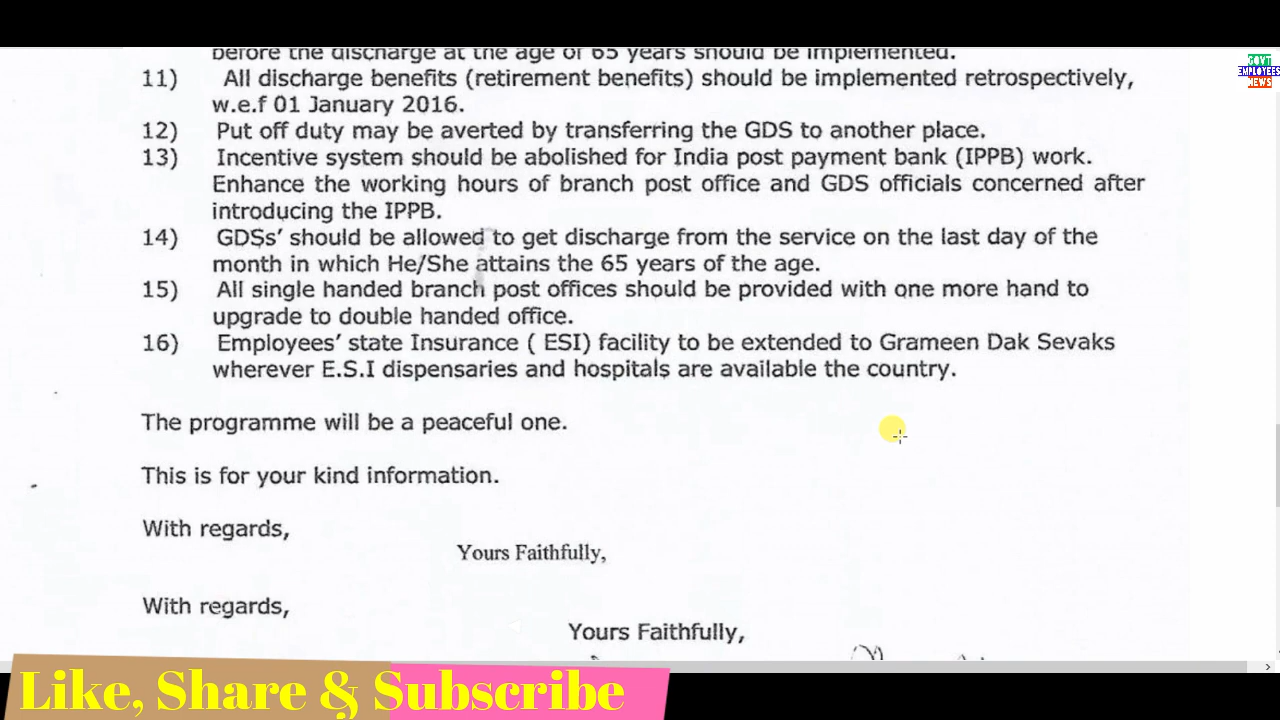 before the discharge at the age of 65 years should be implemented.
11) All discharge benefits (retirement benefits) should be implemented retrospectively,
w.e.f 01 January 2016.
12) Put off duty may be averted by transferring the GDS to another place.
13) Incentive system should be abolished for India post payment bank (IPPB) work.
Enhance the working hours of branch post office and GDS officials concerned after
introducing the IPPB.
14) GDSs' should be allowed to get discharge from the service on the last day of the
month in which He/She attains the 65 years of the age.
15) All single handed branch post offices should be provided with one more hand to
upgrade to double handed office.
16) Employees' state Insurance ( ESI) facility to be extended to Grameen Dak Sevaks
wherever E.S.I dispensaries and hospitals are available the country.
The programme will be a peaceful one.
This is for your kind information.
With regards,
Yours Faithfully,
With regards,
Yours Faithfully,
GOVT
EMPLOYEES
NEWS
Like, Share & Subscribe